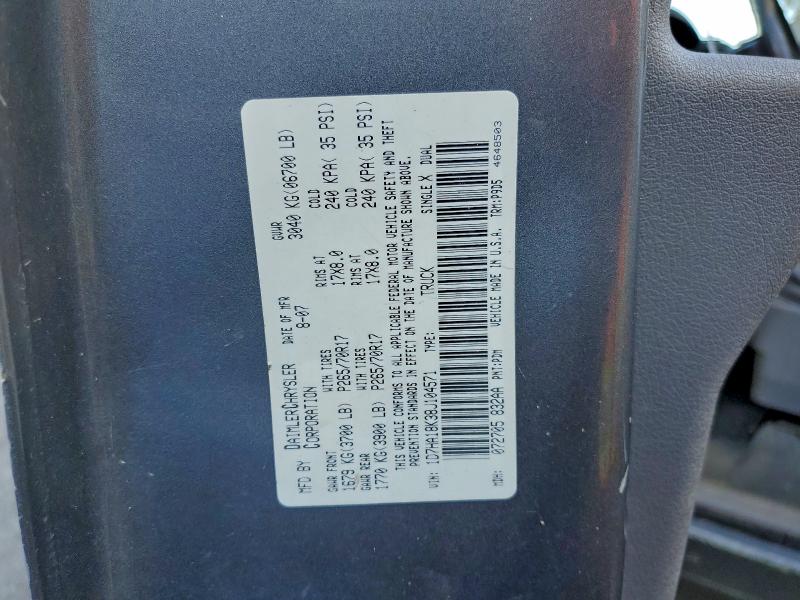 MFD BY DAIMLERCHRYSLER CORPORATION DATE OF MFR 8-07 GVWR 3040 KG(06700 LB)
GAWR FRONT WITH TIRES RIMS AT COLD
1679 KG(3700 LB) P265/70R17 17X8.0 240 KPA( 35 PSI)
GAWR REAR WITH TIRES RIMS AT COLD
1770 KG(3900 LB) P265/70R17 17X8.0 240 KPA( 35 PSI)
THIS VEHICLE CONFORMS TO ALL APPLICABLE FEDERAL MOTOR VEHICLE SAFETY AND THEFT
PREVENTION STANDARDS IN EFFECT ON THE DATE OF MANUFACTURE SHOWN ABOVE.
VIN: 1D7HA18K38J104571 TYPE: TRUCK SINGLE X DUAL
MDH: 072705 832AA PNT:PDM VEHICLE MADE IN U.S.A. TRM:P9D5 4648503